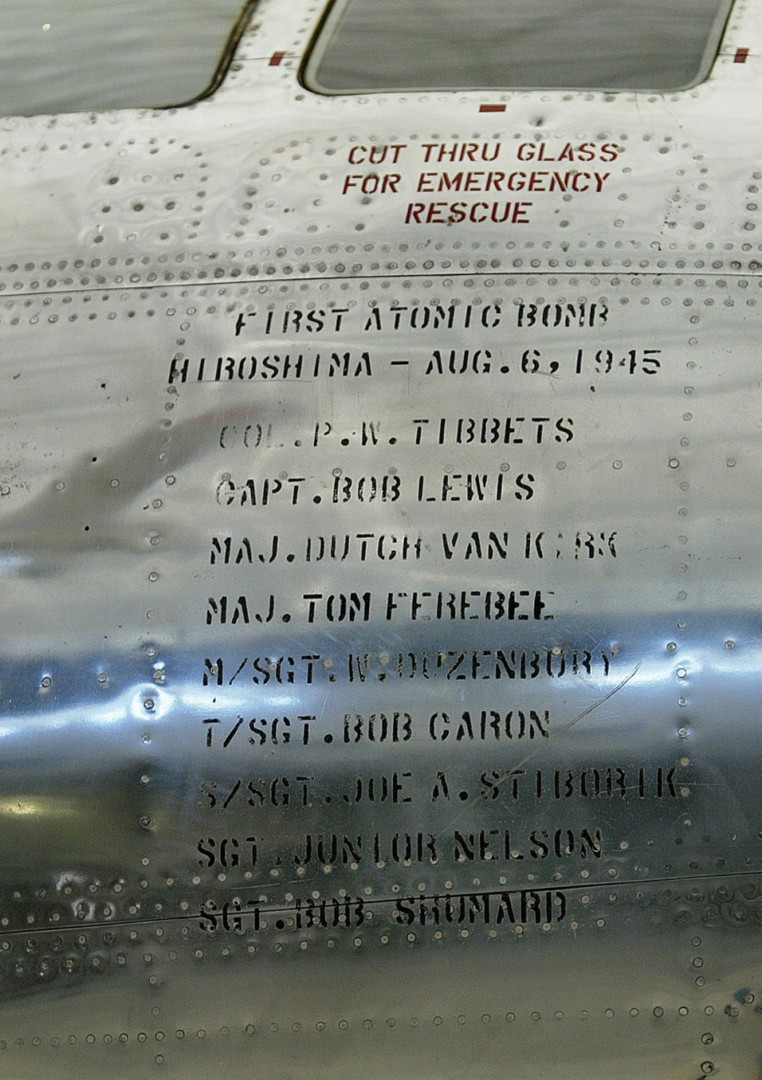 CUT THRU GLASS
FOR EMERGENCY
RESCUE
FIRST ATOMIC BOMB
HIROSHIMA - AUG. 6, 1945
COL. P. W. TIBBETS
CAPT. BOB LEWIS
MAJ. DUTCH VAN KIRK
MAJ. TOM FEREBEE
M/SGT. W. DUZENBURY
T/SGT. BOB CARON
S/SGT. JOE A. STIBORIK
SGT. JUNIOR NELSON
SGT. BOB SHUMARD